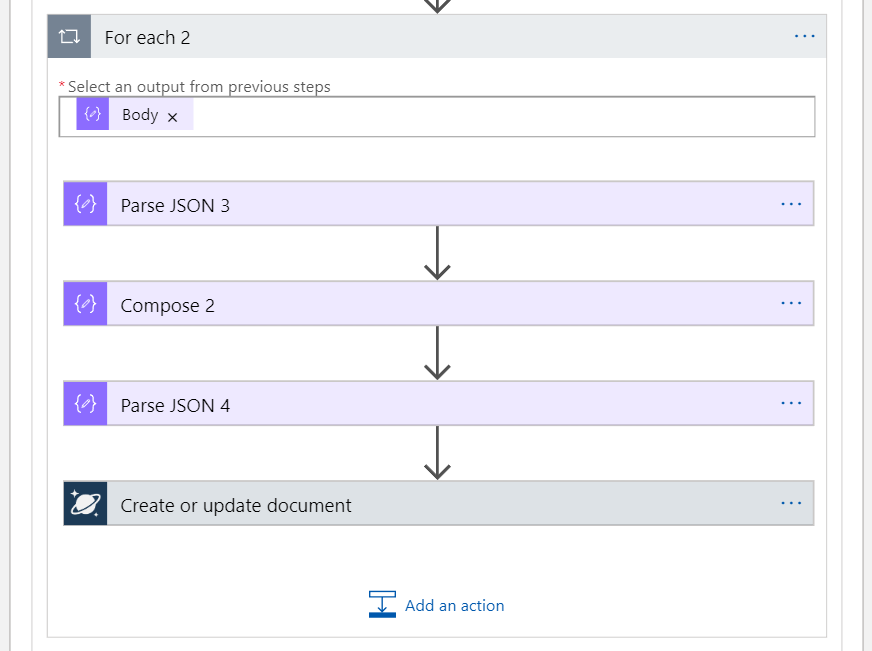 For each 2
* Select an output from previous steps
Body ×
Parse JSON 3
Compose 2
Parse JSON 4
Create or update document
Add an action